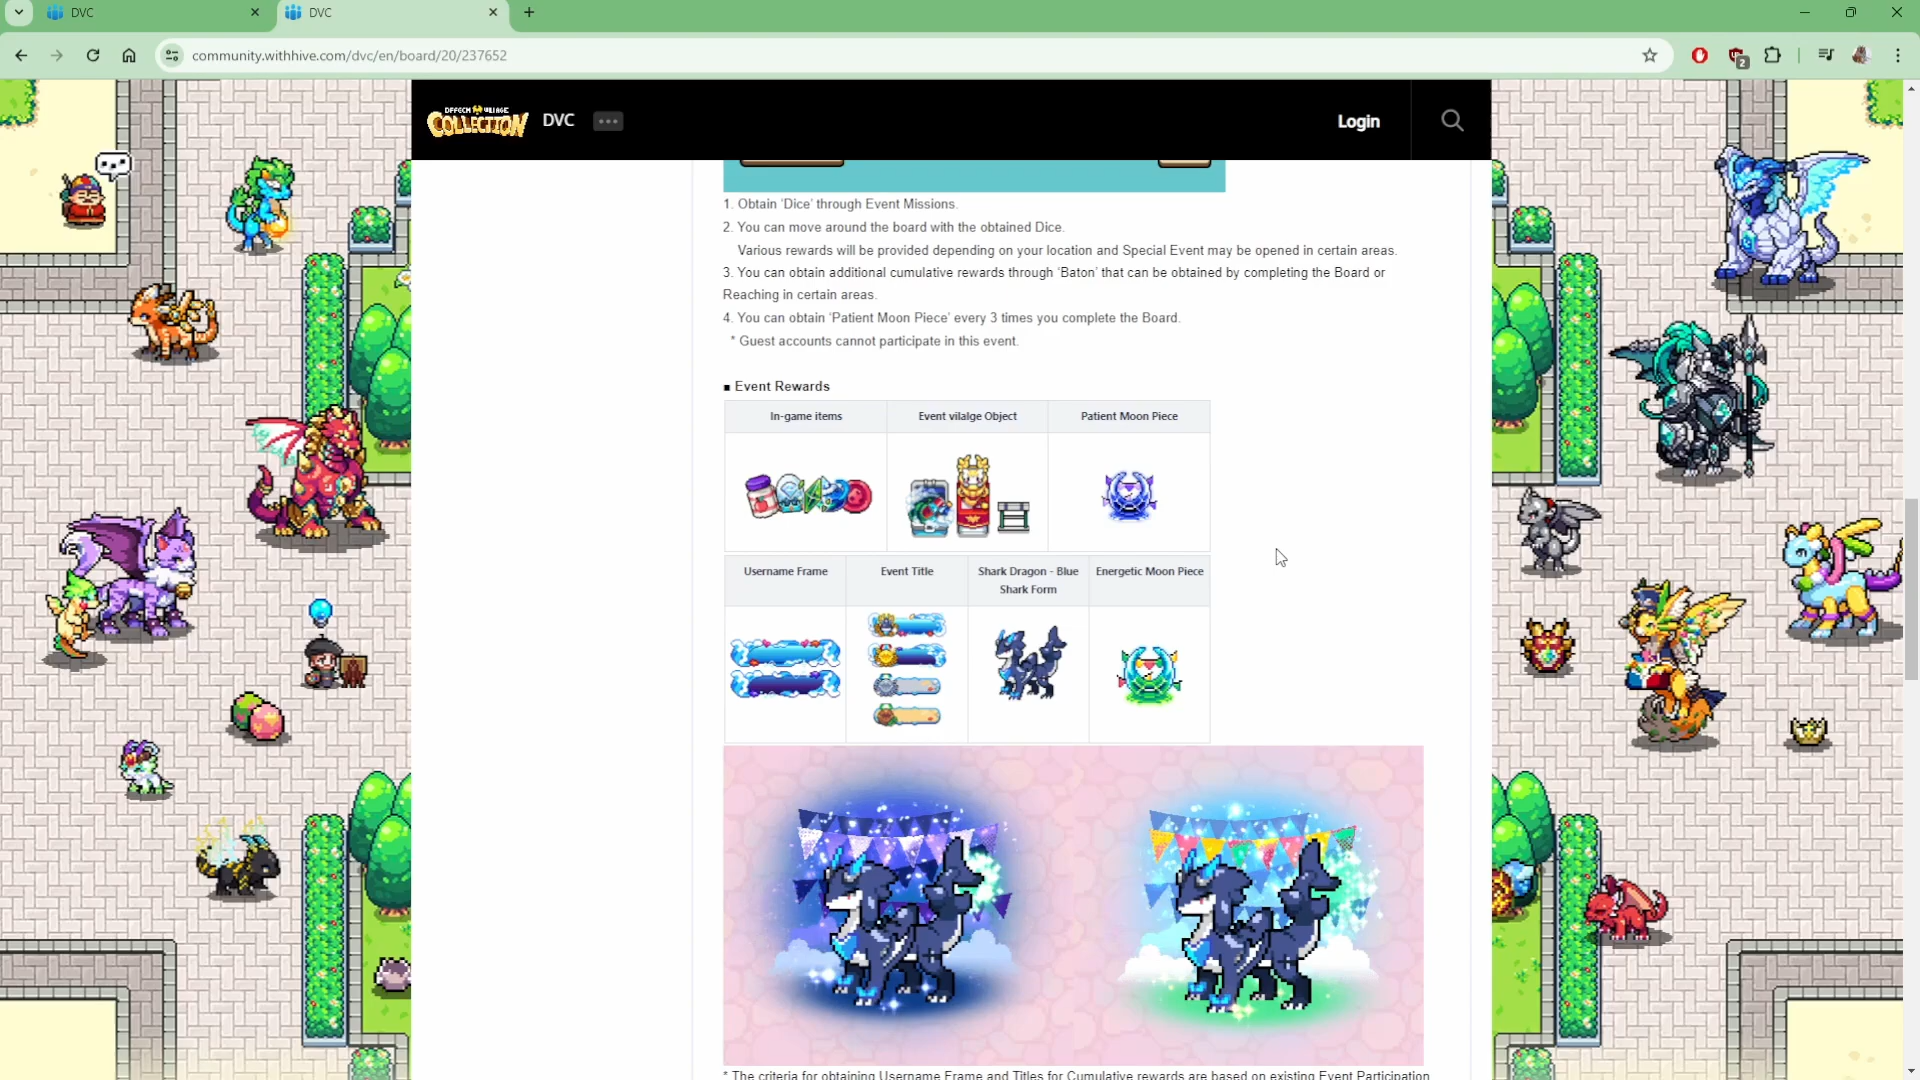 DVC
DVC
community.withhive.com/dvc/en/board/20/237652
2
COLLECTION
DVC
Login
1. Obtain ‘Dice’ through Event Missions.
2. You can move around the board with the obtained Dice.
Various rewards will be provided depending on your location and Special Event may be opened in certain areas.
3. You can obtain additional cumulative rewards through ‘Baton’ that can be obtained by completing the Board or
Reaching in certain areas.
4. You can obtain ‘Patient Moon Piece’ every 3 times you complete the Board.
* Guest accounts cannot participate in this event.
■ Event Rewards
In-game items Event vilalge Object Patient Moon Piece
Username Frame Event Title Shark Dragon - Blue Shark Form Energetic Moon Piece
* The criteria for obtaining Username Frame and Titles for Cumulative rewards are based on existing Event Participation